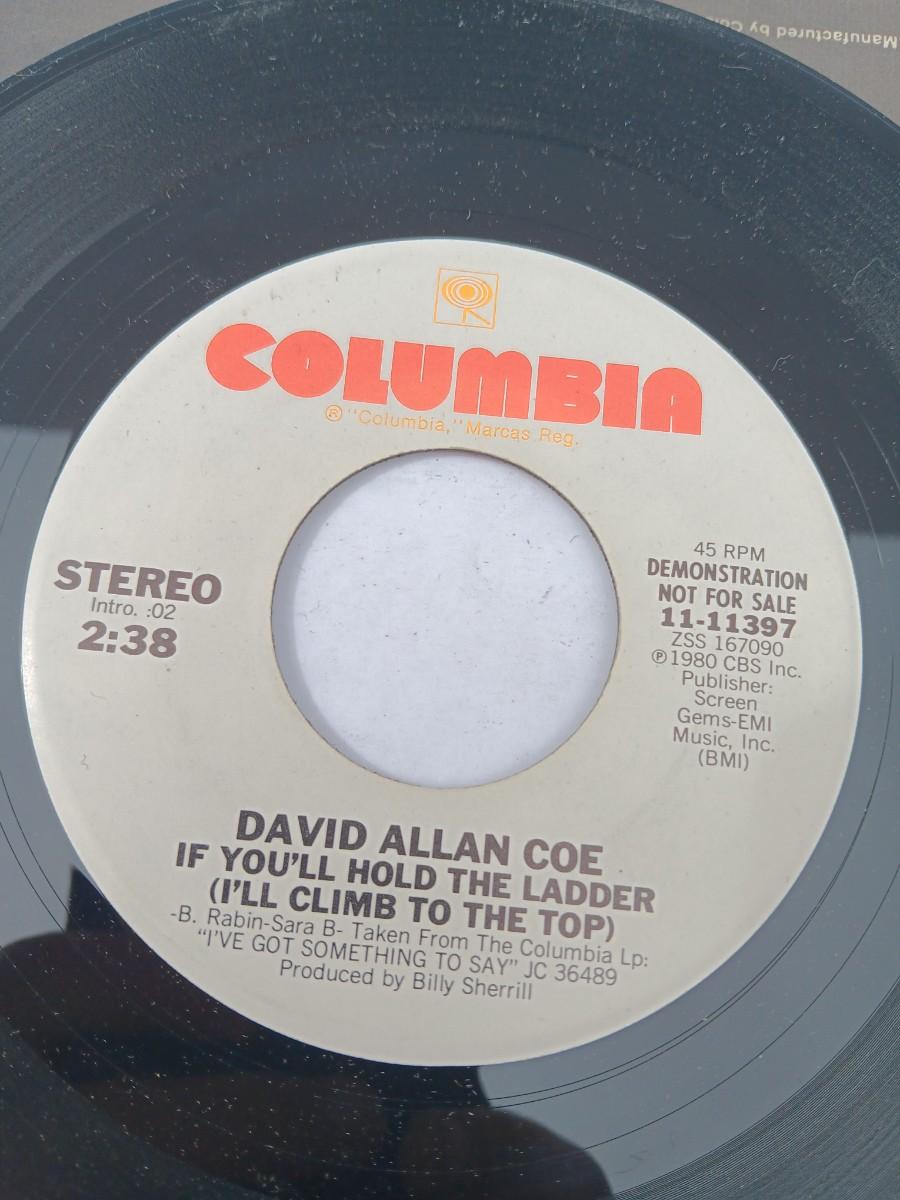 Manufactured by
COLUMBIA
® "Columbia," Marcas Reg.
STEREO
Intro. :02
2:38
45 RPM
DEMONSTRATION
NOT FOR SALE
11-11397
ZSS 167090
℗ 1980 CBS Inc.
Publisher:
Screen
Gems-EMI
Music, Inc.
(BMI)
DAVID ALLAN COE
IF YOU'LL HOLD THE LADDER
(I'LL CLIMB TO THE TOP)
-B. Rabin-Sara B- Taken From The Columbia Lp:
"I'VE GOT SOMETHING TO SAY" JC 36489
Produced by Billy Sherrill